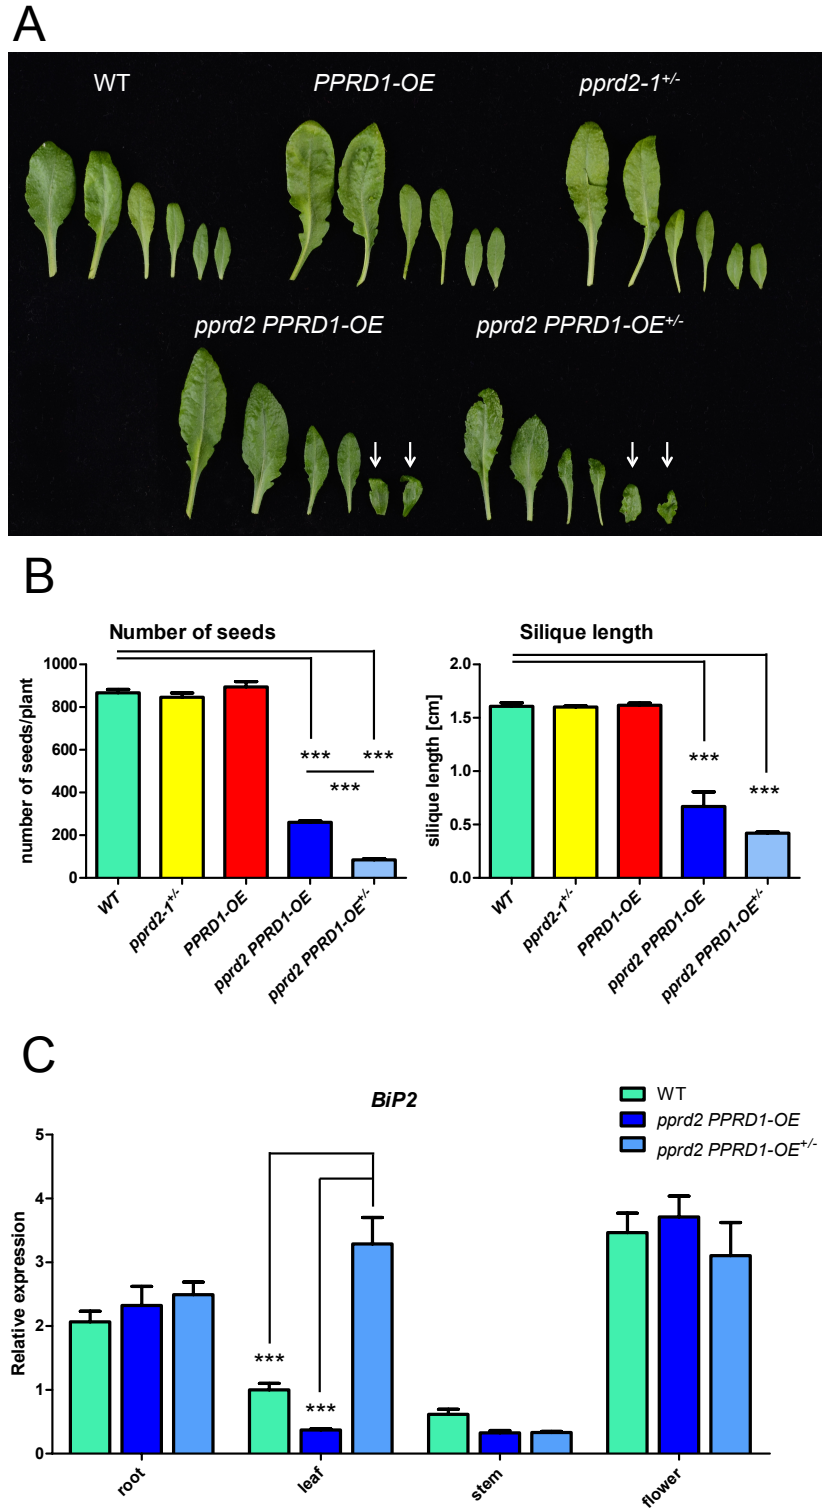 A
WT PPRD1-OE pprd2-1+/-
pprd2 PPRD1-OE pprd2 PPRD1-OE+/-
B
Number of seeds
number of seeds/plant
1000
800
600
400
200
0
*** ***
***
WT
pprd2-1+/-
PPRD1-OE
pprd2 PPRD1-OE
pprd2 PPRD1-OE+/-
Silique length
silique length [cm]
2.0
1.5
1.0
0.5
0.0
***
***
WT
pprd2-1+/-
PPRD1-OE
pprd2 PPRD1-OE
pprd2 PPRD1-OE+/-
C
BiP2
WT
pprd2 PPRD1-OE
pprd2 PPRD1-OE+/-
Relative expression
5
4
3
2
1
0
***
***
root
leaf
stem
flower